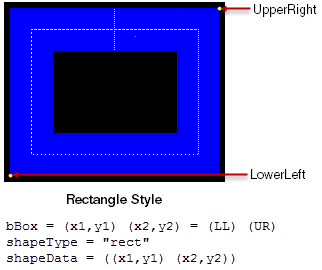 UpperRight
LowerLeft
Rectangle Style
bBox = (x1,y1) (x2,y2) = (LL) (UR)
shapeType = "rect"
shapeData = ((x1,y1) (x2,y2))